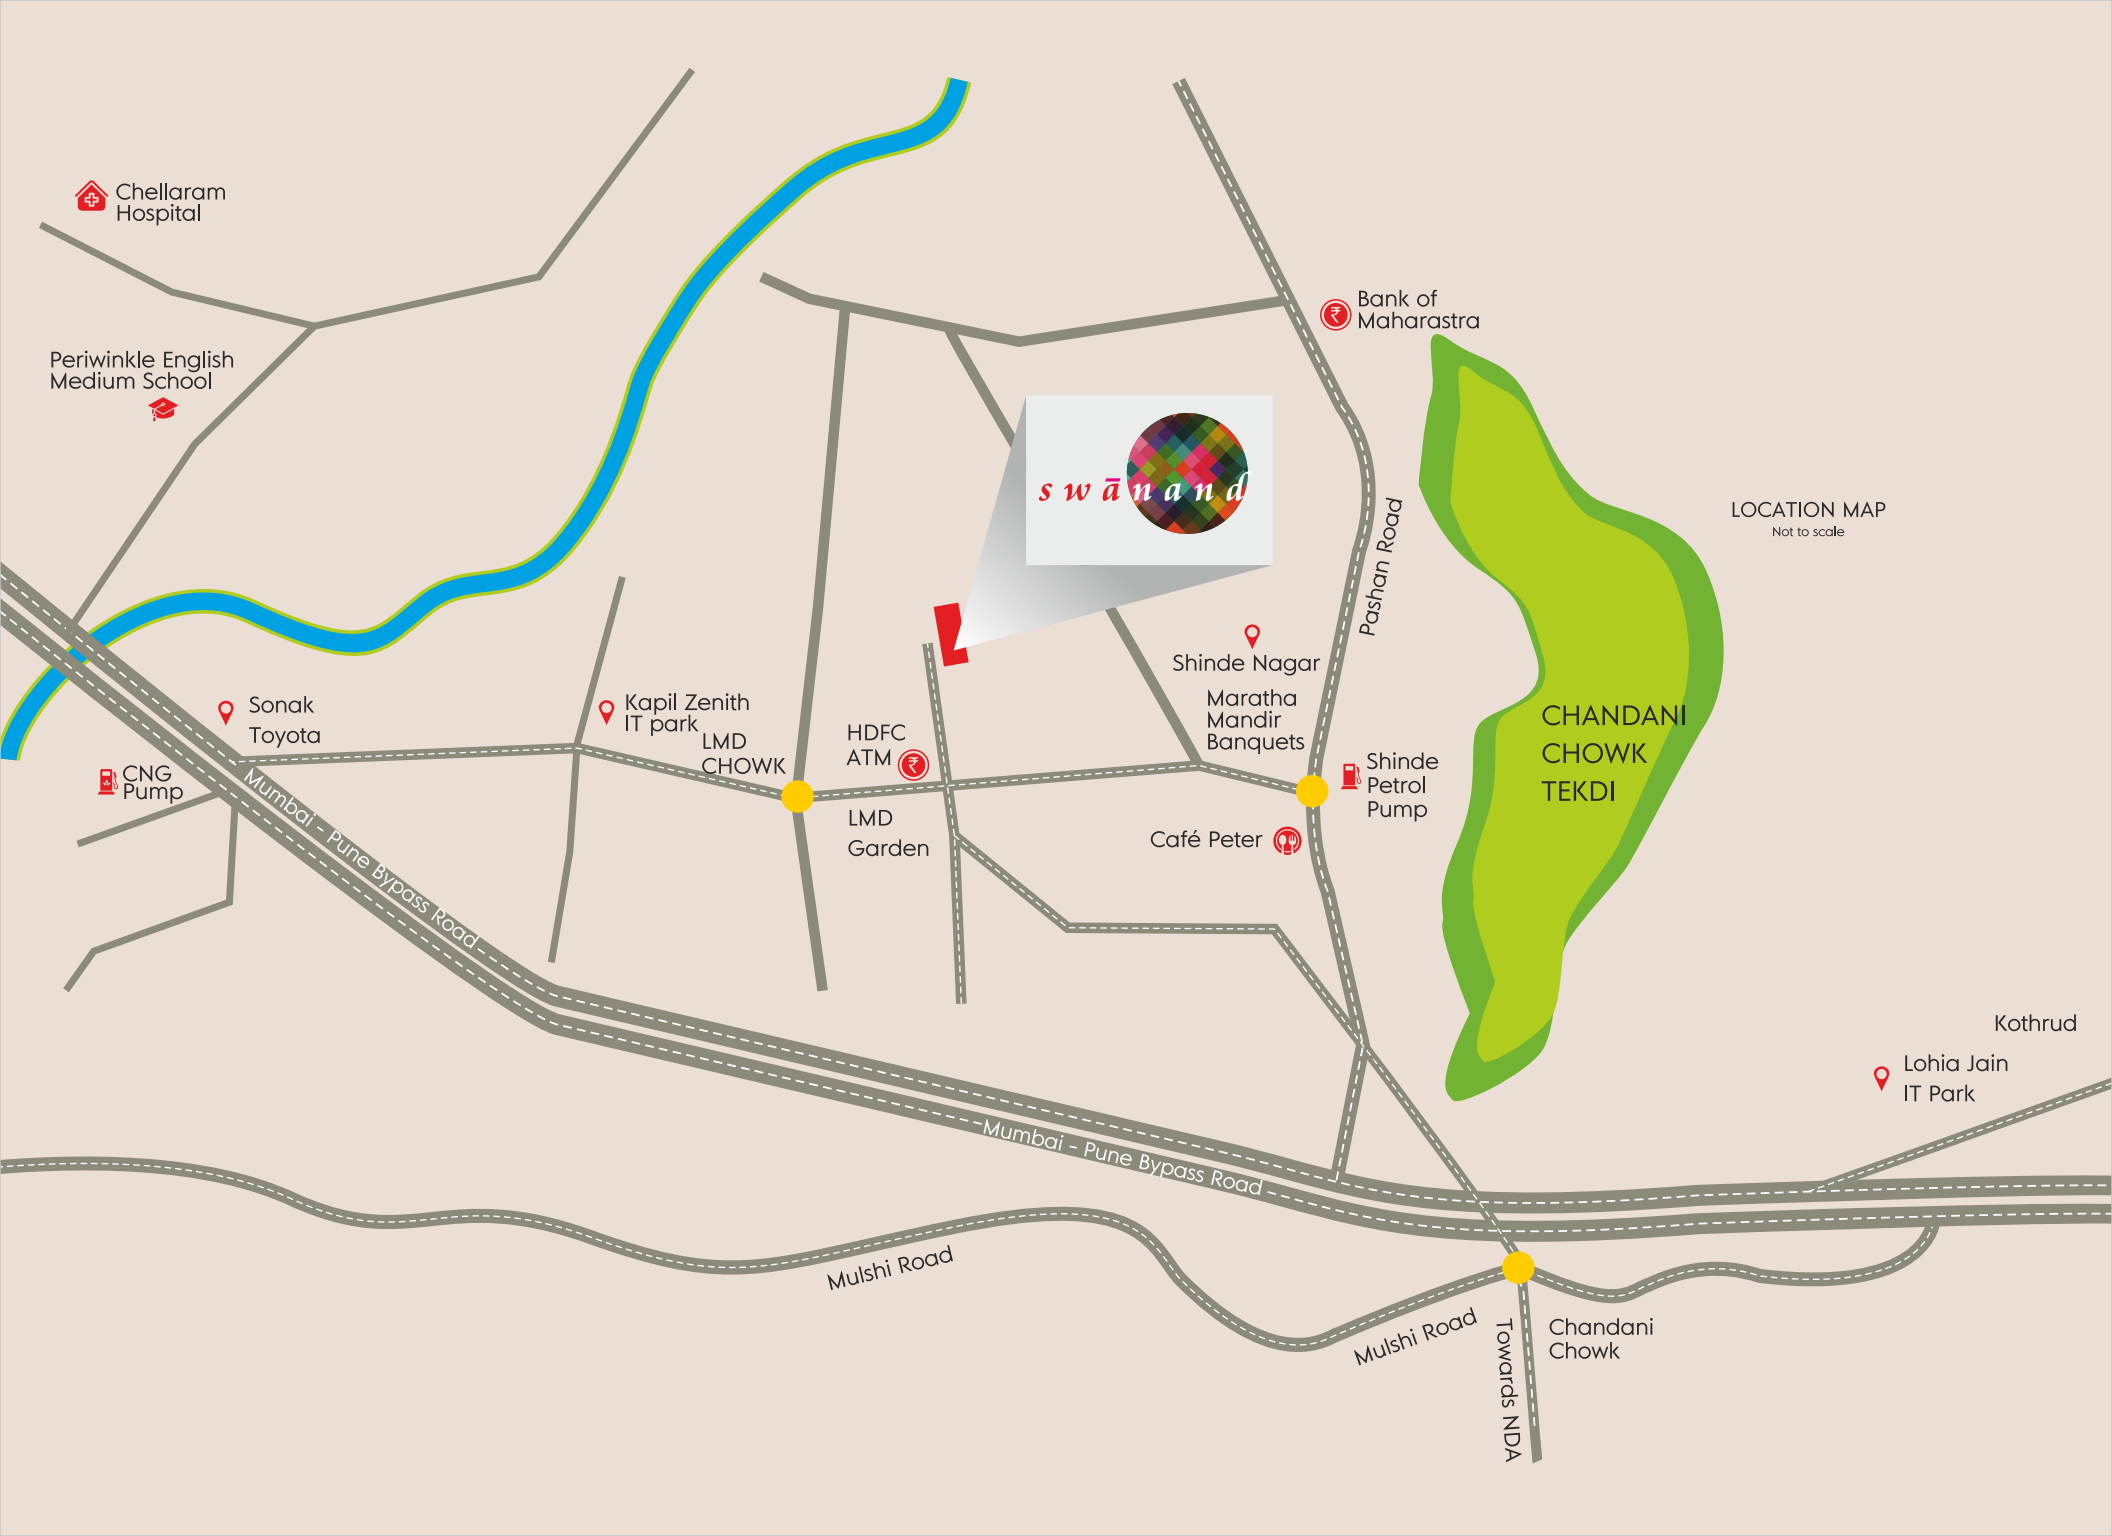 Chellaram
Hospital
Periwinkle English
Medium School
Bank of
Maharastra
swānand
LOCATION MAP
Not to scale
Pashan Road
Shinde Nagar
Maratha
Mandir
Banquets
Sonak
Toyota
Kapil Zenith
IT park
LMD
CHOWK
HDFC
ATM
CHANDANI
CHOWK
TEKDI
CNG
Pump
Shinde
Petrol
Pump
Mumbai - Pune Bypass Road
LMD
Garden
Café Peter
Kothrud
Lohia Jain
IT Park
Mumbai - Pune Bypass Road
Mulshi Road
Mulshi Road
Towards NDA
Chandani
Chowk